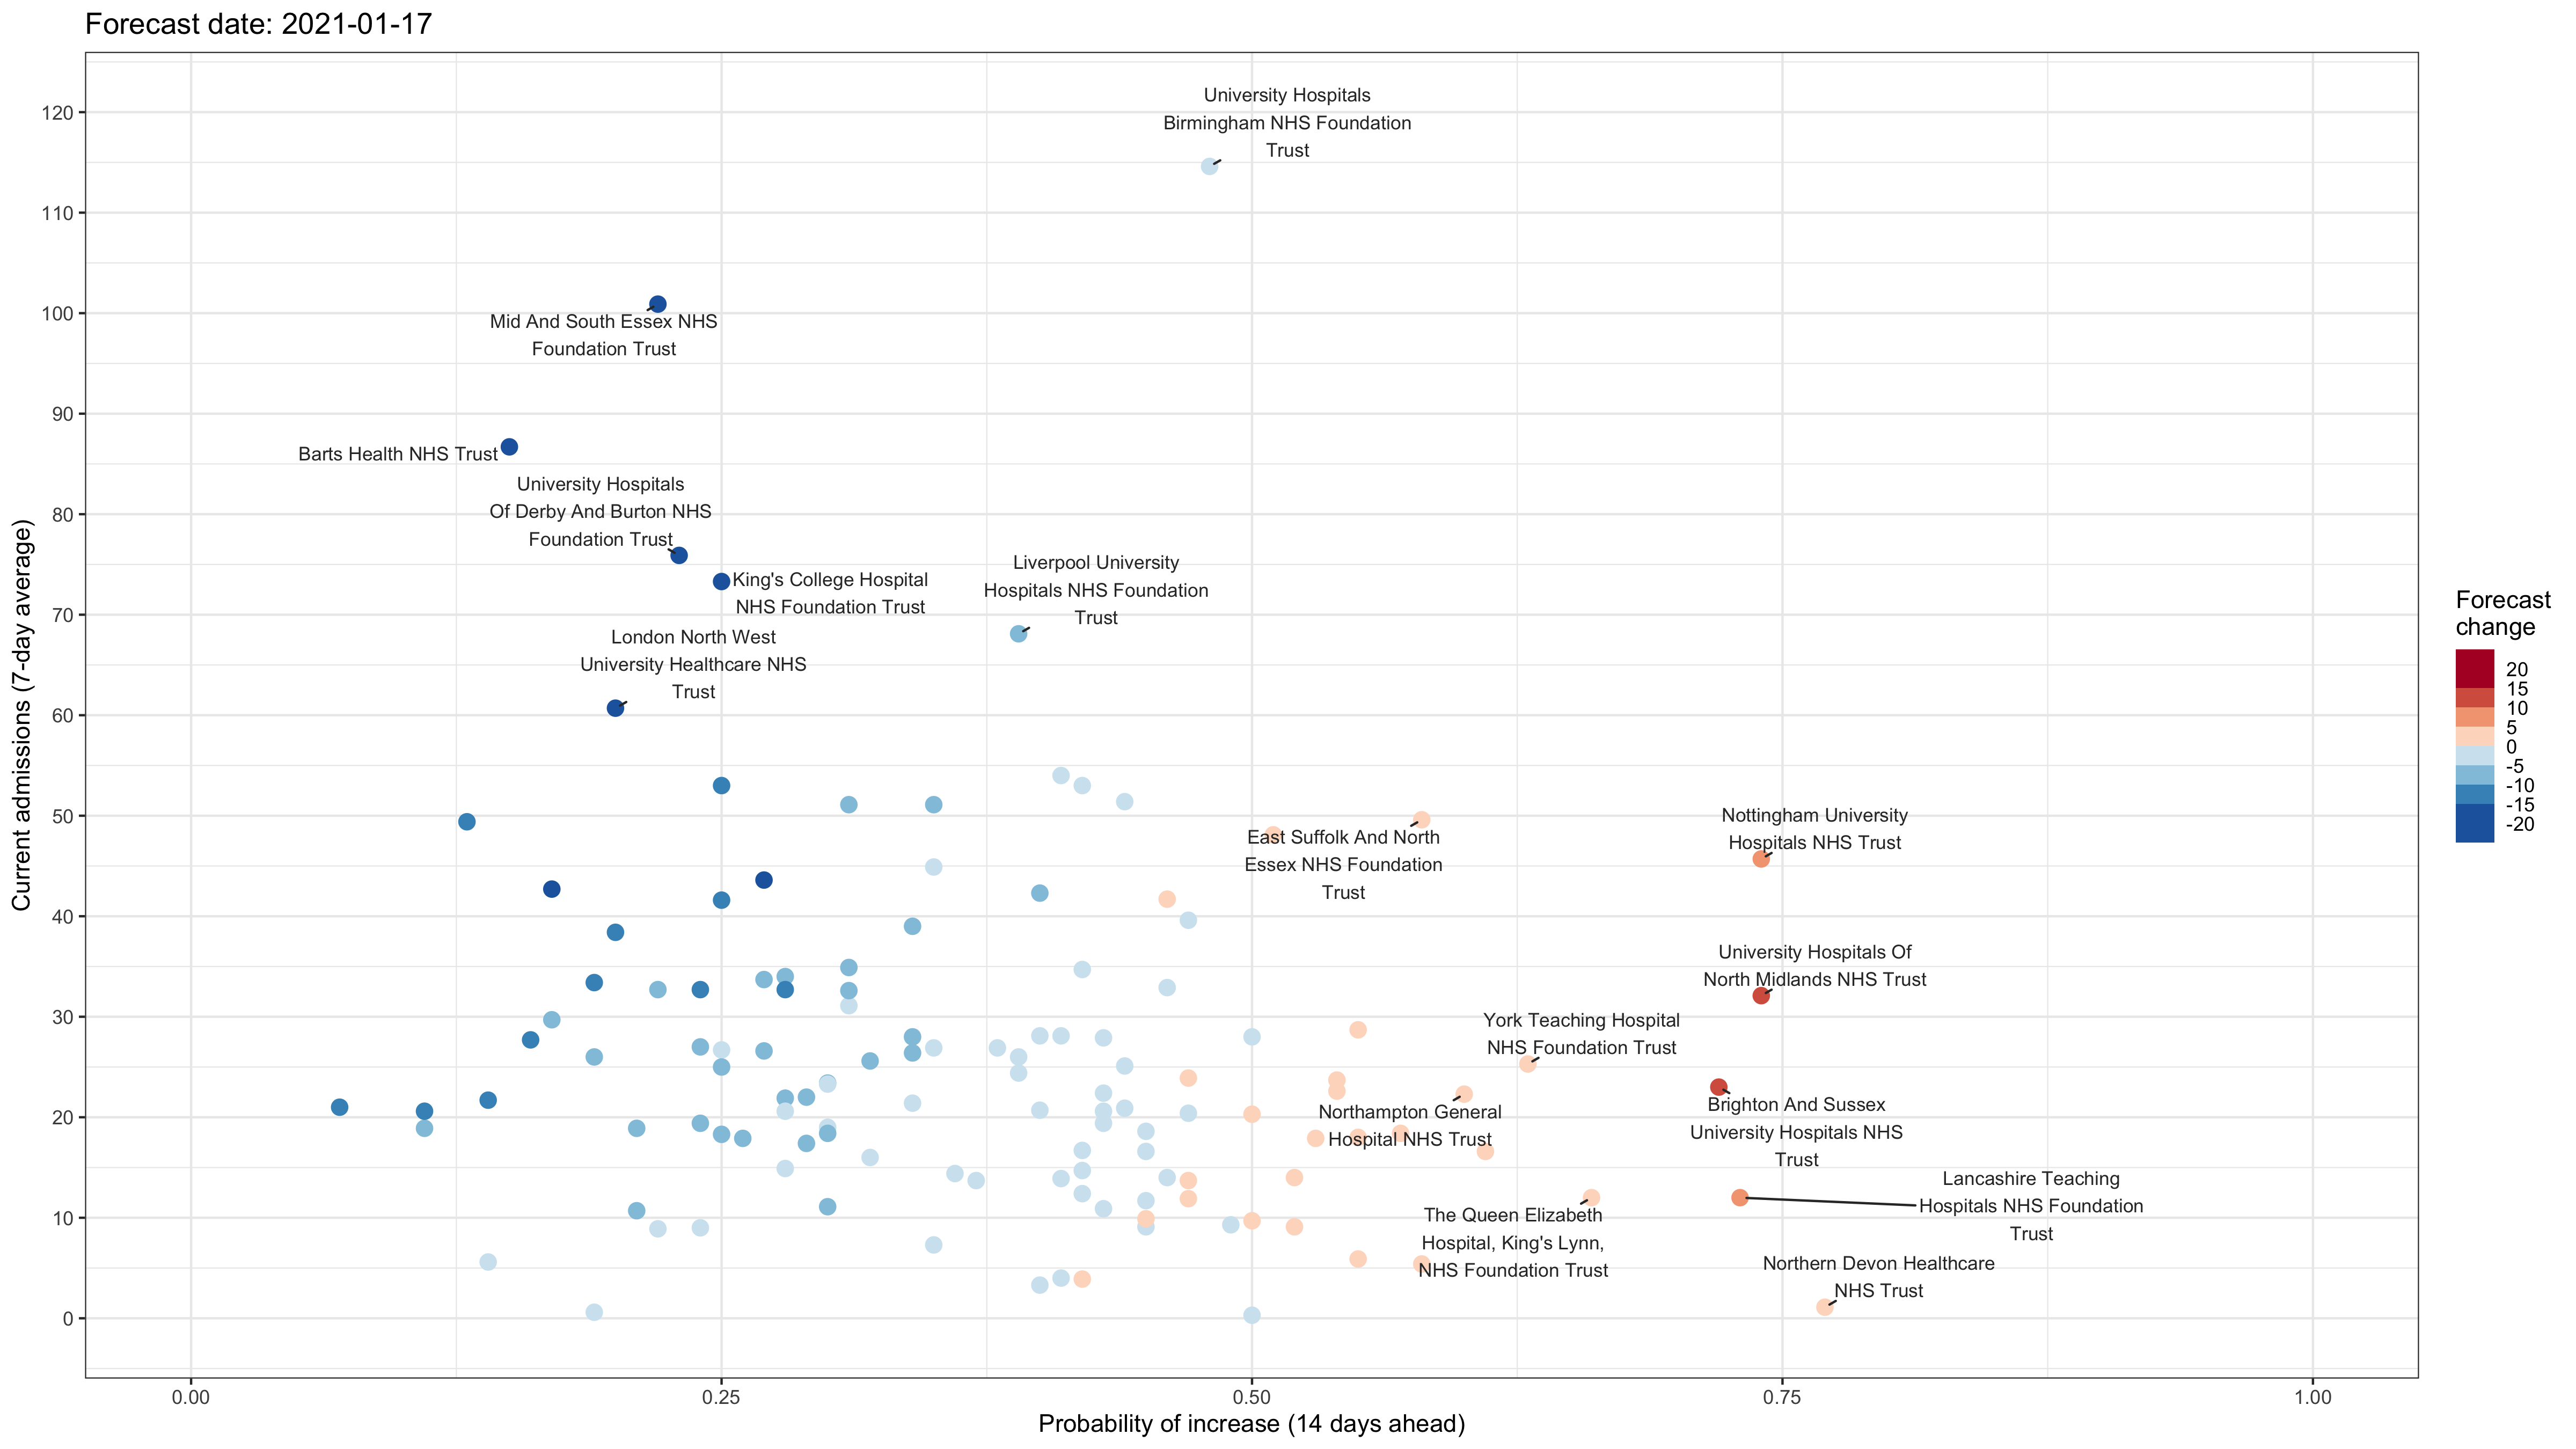 Forecast date: 2021-01-17
Current admissions (7-day average)
120
110
100
90
80
70
60
50
40
30
20
10
0
University Hospitals
Birmingham NHS Foundation
Trust
Mid And South Essex NHS
Foundation Trust
Barts Health NHS Trust
University Hospitals
Of Derby And Burton NHS
Foundation Trust
King's College Hospital
NHS Foundation Trust
Liverpool University
Hospitals NHS Foundation
Trust
London North West
University Healthcare NHS
Trust
East Suffolk And North
Essex NHS Foundation
Trust
Nottingham University
Hospitals NHS Trust
University Hospitals Of
North Midlands NHS Trust
York Teaching Hospital
NHS Foundation Trust
Northampton General
Hospital NHS Trust
Brighton And Sussex
University Hospitals NHS
Trust
Lancashire Teaching
Hospitals NHS Foundation
Trust
The Queen Elizabeth
Hospital, King's Lynn,
NHS Foundation Trust
Northern Devon Healthcare
NHS Trust
0.00
0.25
0.50
0.75
1.00
Probability of increase (14 days ahead)
Forecast
change
20
15
10
5
0
-5
-10
-15
-20